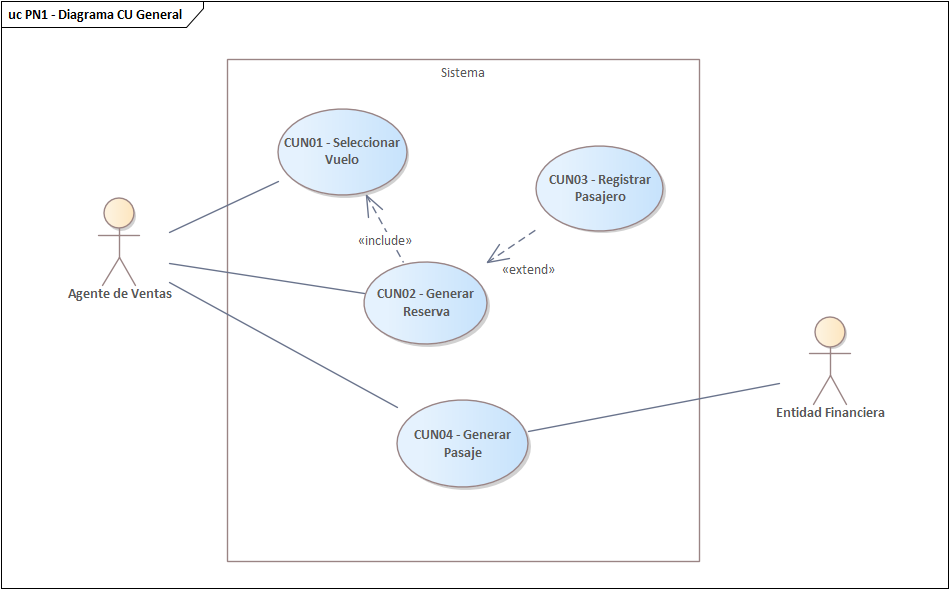 uc PN1 - Diagrama CU General
Sistema
CUN01 - Seleccionar
Vuelo
CUN03 - Registrar
Pasajero
«include»
«extend»
CUN02 - Generar
Reserva
Agente de Ventas
CUN04 - Generar
Pasaje
Entidad Financiera